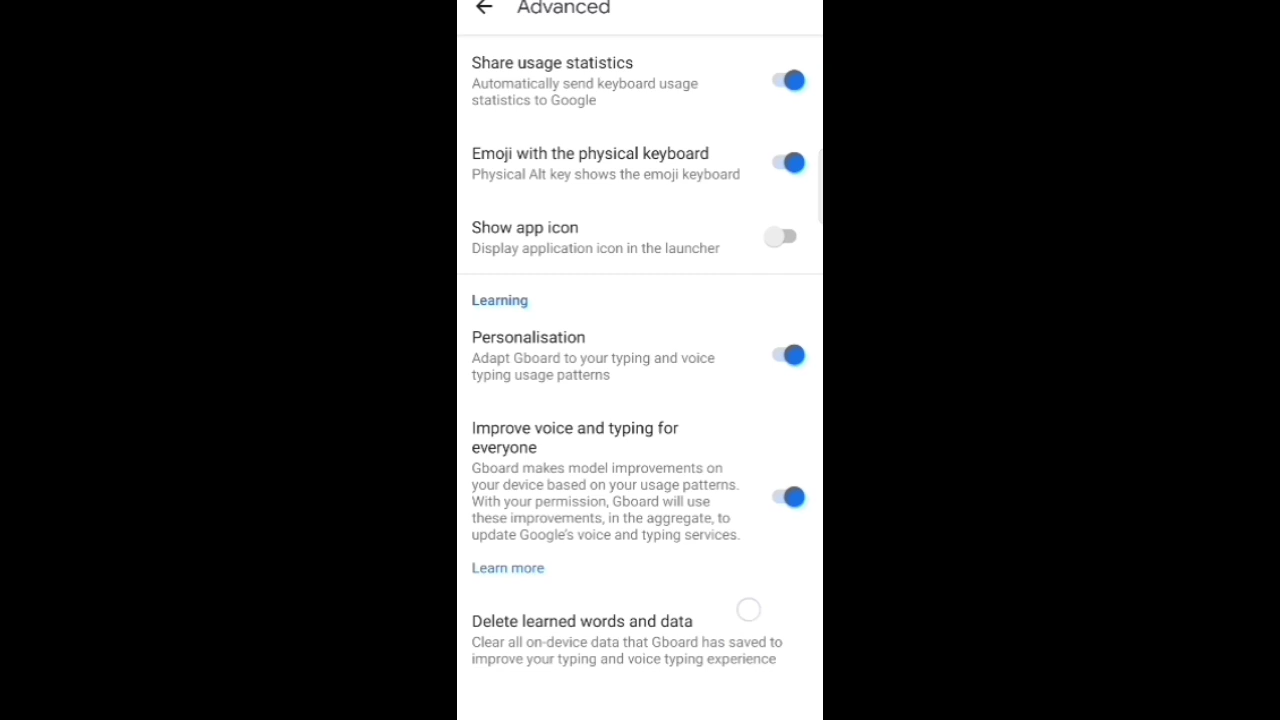 Advanced
Share usage statistics
Automatically send keyboard usage
statistics to Google
Emoji with the physical keyboard
Physical Alt key shows the emoji keyboard
Show app icon
Display application icon in the launcher
Learning
Personalisation
Adapt Gboard to your typing and voice
typing usage patterns
Improve voice and typing for
everyone
Gboard makes model improvements on
your device based on your usage patterns.
With your permission, Gboard will use
these improvements, in the aggregate, to
update Google's voice and typing services.
Learn more
Delete learned words and data
Clear all on-device data that Gboard has saved to
improve your typing and voice typing experience